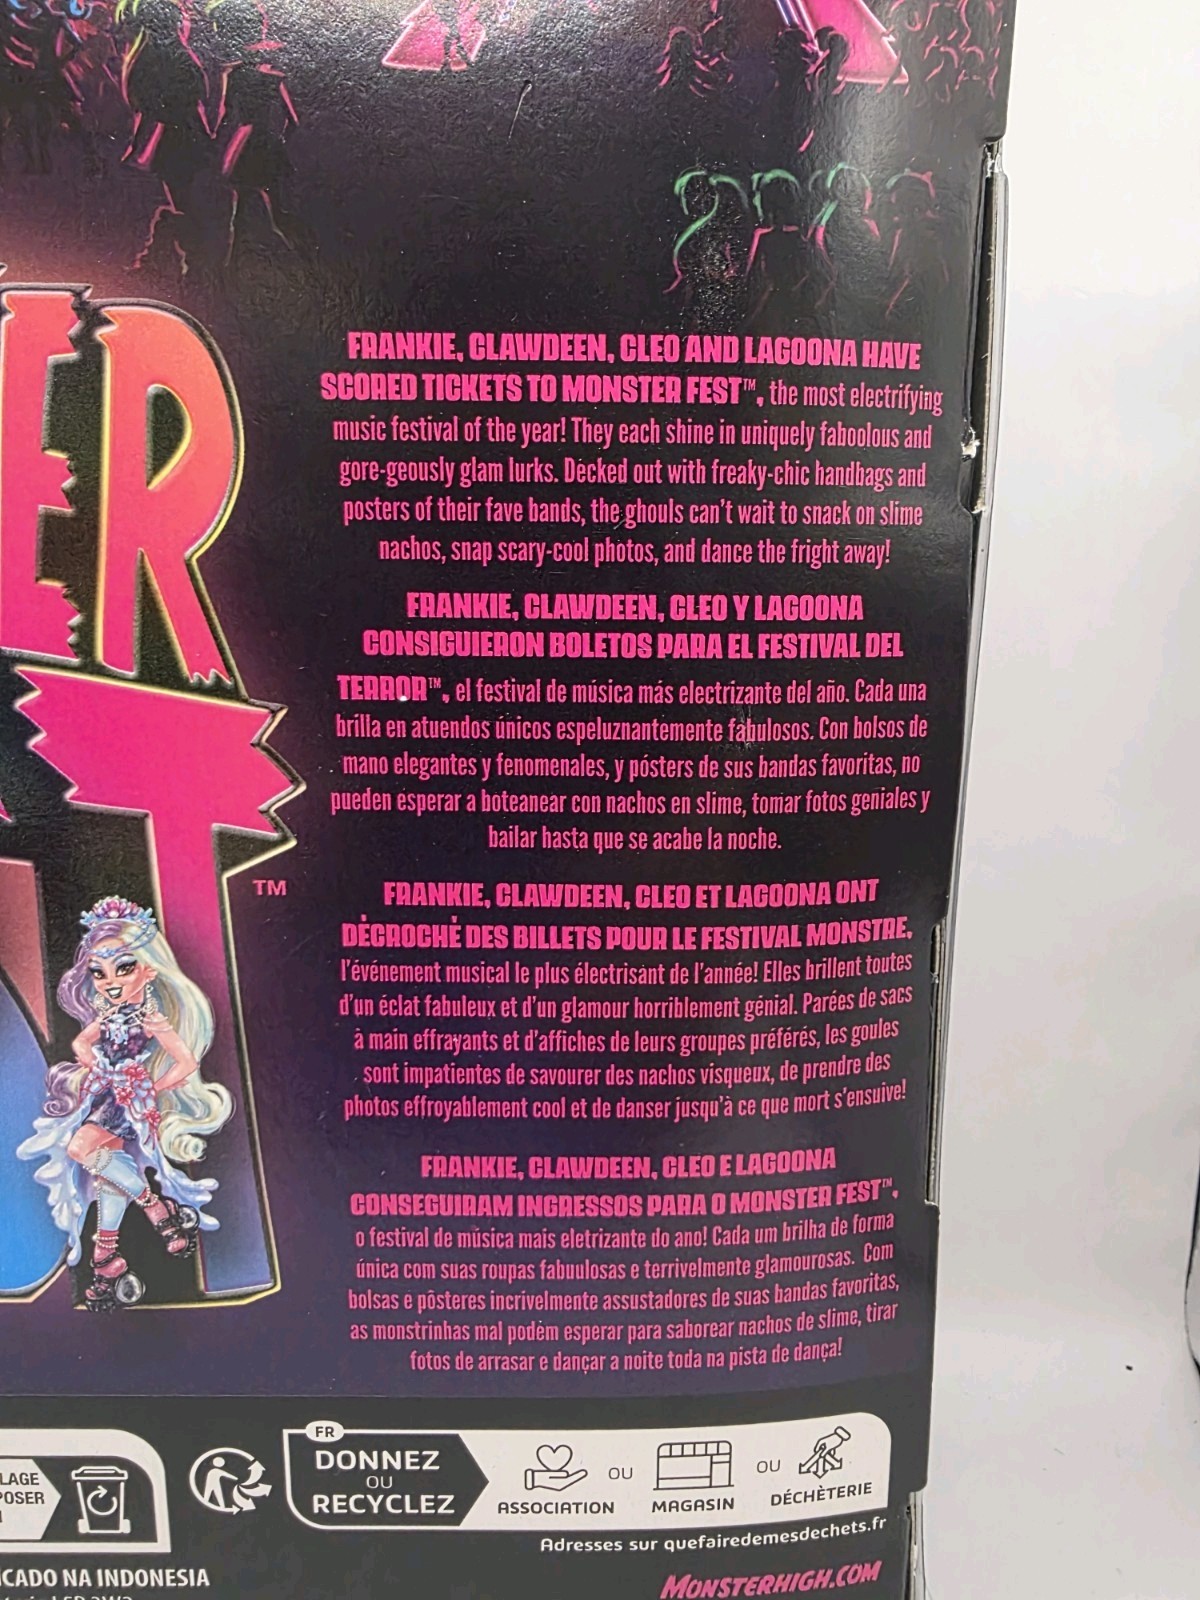 ER
T
TM
FRANKIE, CLAWDEEN, CLEO AND LAGOONA HAVE
SCORED TICKETS TO MONSTER FEST™, the most electrifying
music festival of the year! They each shine in uniquely faboolous and
gore-geously glam lurks. Decked out with freaky-chic handbags and
posters of their fave bands, the ghouls can't wait to snack on slime
nachos, snap scary-cool photos, and dance the fright away!
FRANKIE, CLAWDEEN, CLEO Y LAGOONA
CONSIGUIERON BOLETOS PARA EL FESTIVAL DEL
TERROR™, el festival de música más electrizante del año. Cada una
brilla en atuendos únicos espeluznantemente fabulosos. Con bolsos de
mano elegantes y fenomenales, y pósters de sus bandas favoritas, no
pueden esperar a boteanear con nachos en slime, tomar fotos geniales y
bailar hasta que se acabe la noche.
FRANKIE, CLAWDEEN, CLEO ET LAGOONA ONT
DÉCROCHÉ DES BILLETS POUR LE FESTIVAL MONSTRE,
l'événement musical le plus électrisant de l'année! Elles brillent toutes
d'un éclat fabuleux et d'un glamour horriblement génial. Parées de sacs
à main effrayants et d'affiches de leurs groupes préférés, les goules
sont impatientes de savourer des nachos visqueux, de prendre des
photos effroyablement cool et de danser jusqu'à ce que mort s'ensuive!
FRANKIE, CLAWDEEN, CLEO E LAGOONA
CONSEGUIRAM INGRESSOS PARA O MONSTER FEST™,
o festival de música mais eletrizante do ano! Cada um brilha de forma
única com suas roupas fabuulosas e terrivelmente glamourosas. Com
bolsas e pôsteres incrivelmente assustadores de suas bandas favoritas,
as monstrinhas mal podem esperar para saborear nachos de slime, tirar
fotos de arrasar e dançar a noite toda na pista de dança!
LAGE
POSER
FR
DONNEZ
OU
RECYCLEZ
ASSOCIATION
OU
MAGASIN
OU
DÉCHÈTERIE
Adresses sur quefairedemesdechets.fr
ICADO NA INDONESIA
MONSTERHIGH.COM